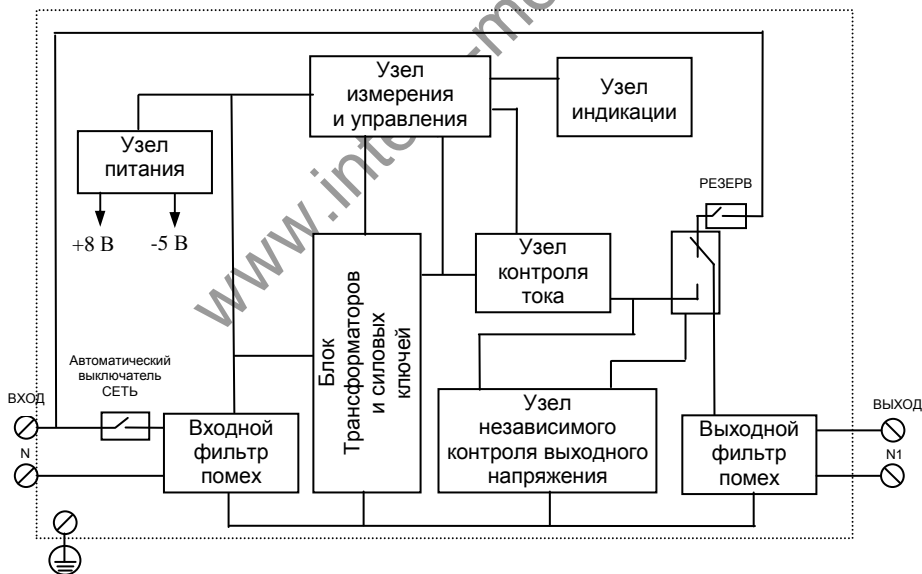 Узел
измерения
и управления
Узел
индикации
Узел
питания
+8 В
-5 В
РЕЗЕРВ
Узел
контроля
тока
Блок
Трансформаторов
и силовых
ключей
Автоматический
выключатель
СЕТЬ
ВХОД
N
Входной
фильтр
помех
Узел
независимого
контроля выходного
напряжения
Выходной
фильтр
помех
ВЫХОД
N1